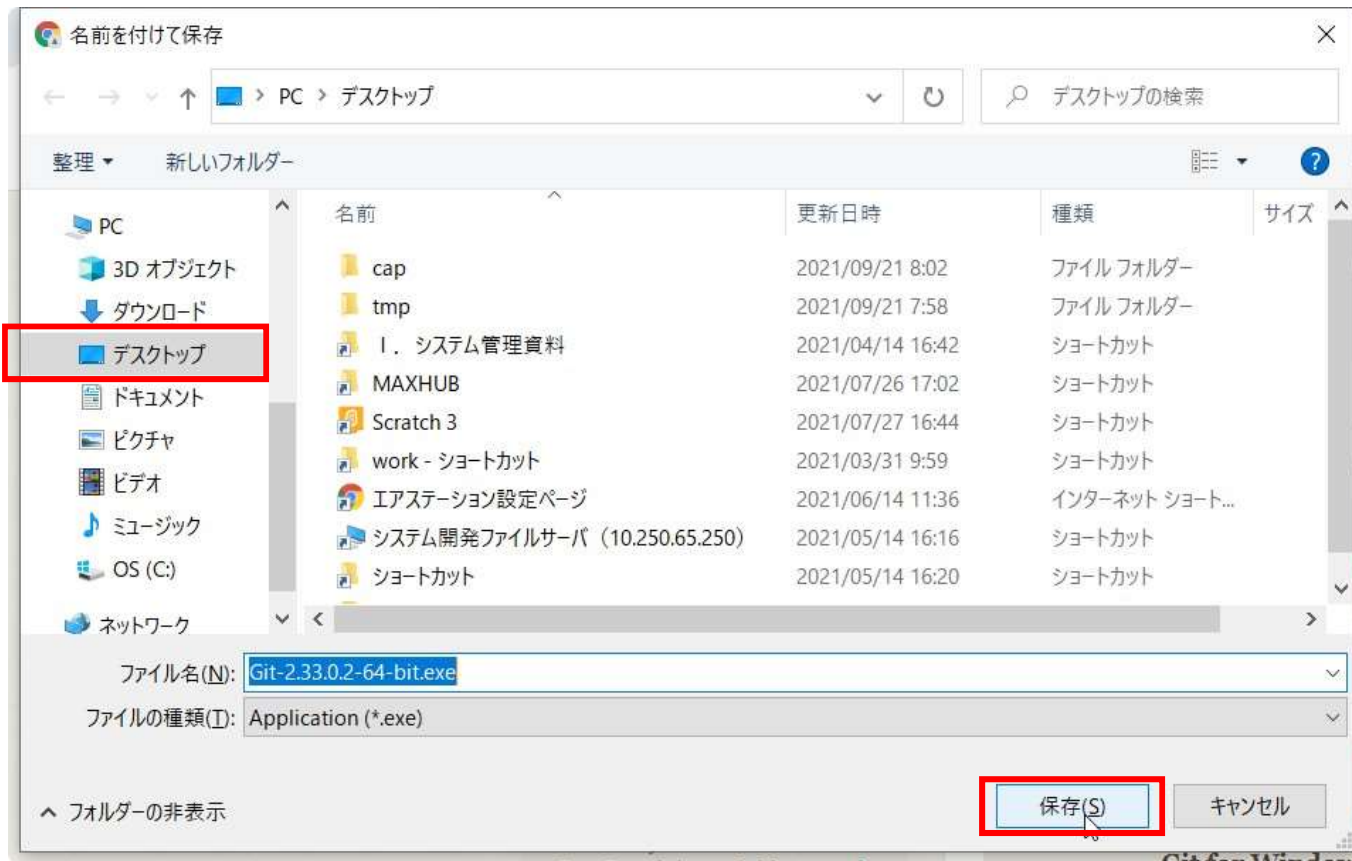 名前を付けて保存
PC > デスクトップ
デスクトップの検索
整理
新しいフォルダー
PC
3D オブジェクト
ダウンロード
デスクトップ
ドキュメント
ピクチャ
ビデオ
ミュージック
OS (C:)
ネットワーク
名前 更新日時 種類 サイズ
cap 2021/09/21 8:02 ファイル フォルダー
tmp 2021/09/21 7:58 ファイル フォルダー
Ⅰ．システム管理資料 2021/04/14 16:42 ショートカット
MAXHUB 2021/07/26 17:02 ショートカット
Scratch 3 2021/07/27 16:44 ショートカット
work - ショートカット 2021/03/31 9:59 ショートカット
エアステーション設定ページ 2021/06/14 11:36 インターネット ショート...
システム開発ファイルサーバ（10.250.65.250） 2021/05/14 16:16 ショートカット
ショートカット 2021/05/14 16:20 ショートカット
ファイル名(N): Git-2.33.0.2-64-bit.exe
ファイルの種類(T): Application (*.exe)
フォルダーの非表示
保存(S)
キャンセル